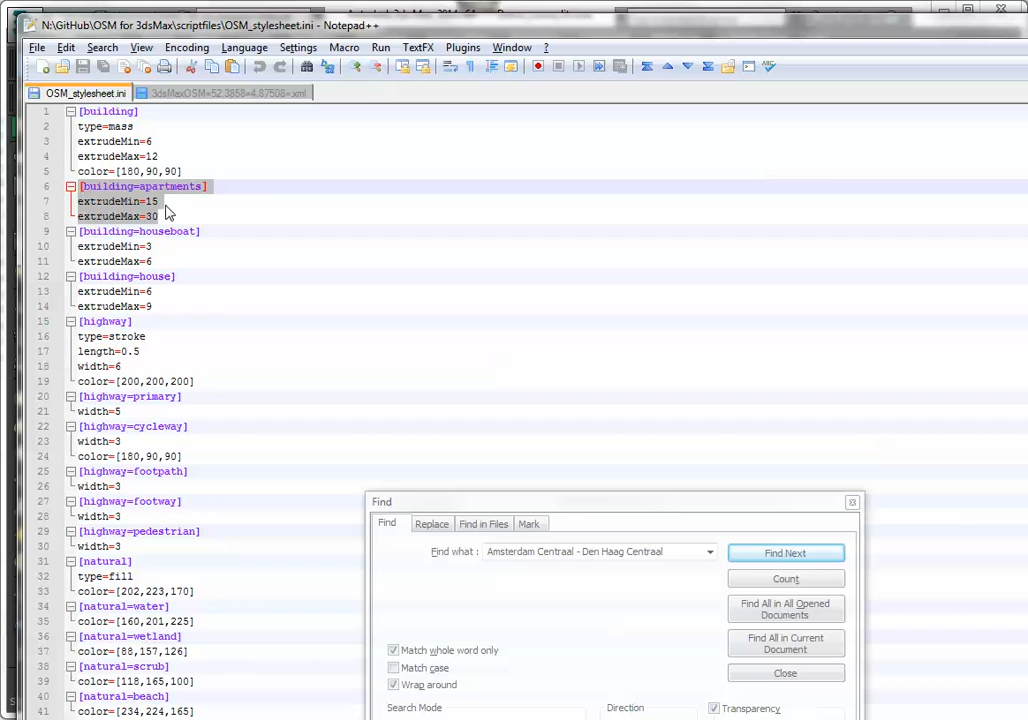 N:\GitHub\OSM for 3dsMax\scriptfiles\OSM_stylesheet.ini - Notepad++
File Edit Search View Encoding Language Settings Macro Run TextFX Plugins Window ?
OSM_stylesheet.ini 3dsMaxOSM=52.3858=4.87508=.xml
1 [building]
2 type=mass
3 extrudeMin=6
4 extrudeMax=12
5 color=[180,90,90]
6 [building=apartments]
7 extrudeMin=15
8 extrudeMax=30
9 [building=houseboat]
10 extrudeMin=3
11 extrudeMax=6
12 [building=house]
13 extrudeMin=6
14 extrudeMax=9
15 [highway]
16 type=stroke
17 length=0.5
18 width=6
19 color=[200,200,200]
20 [highway=primary]
21 width=5
22 [highway=cycleway]
23 width=3
24 color=[180,90,90]
25 [highway=footpath]
26 width=3
27 [highway=footway]
28 width=3
29 [highway=pedestrian]
30 width=3
31 [natural]
32 type=fill
33 color=[202,223,170]
34 [natural=water]
35 color=[160,201,225]
36 [natural=wetland]
37 color=[88,157,126]
38 [natural=scrub]
39 color=[118,165,100]
40 [natural=beach]
41 color=[234,224,165]
Find
Find Replace Find in Files Mark
Find what : Amsterdam Centraal - Den Haag Centraal Find Next
Count
Find All in All Opened Documents
Find All in Current Document
Close
Match whole word only
Match case
Wrap around
Search Mode Direction Transparency